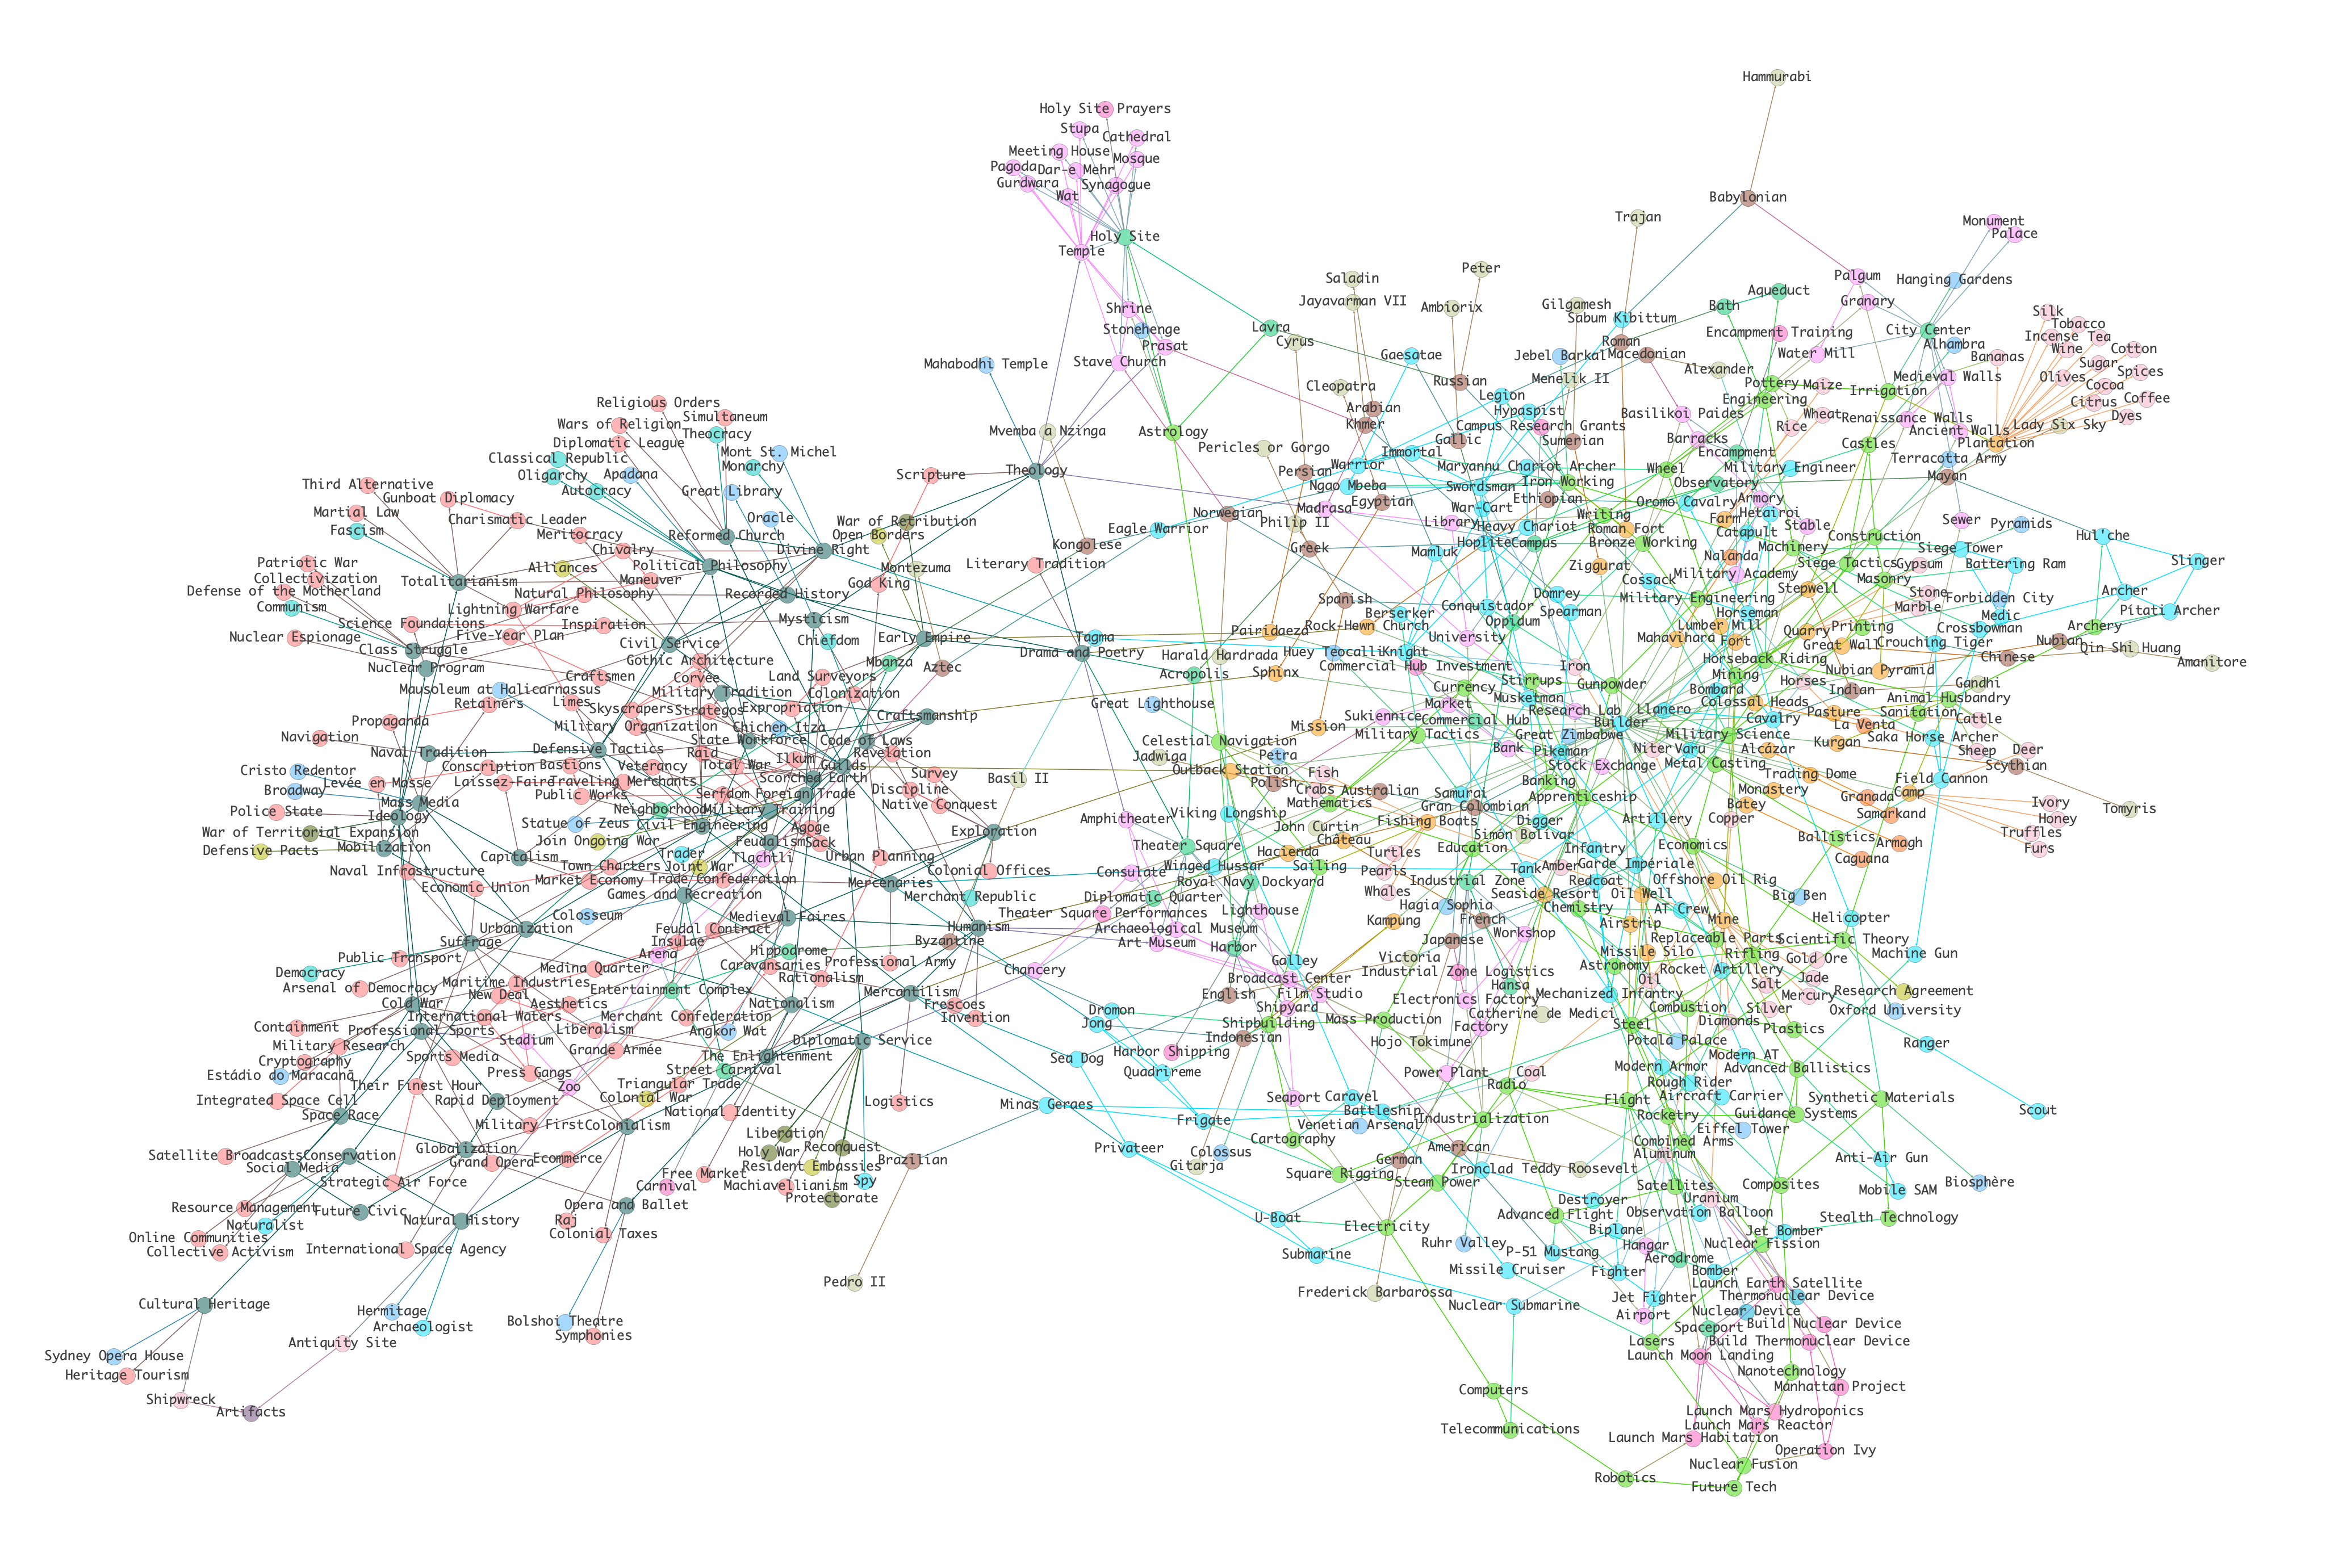 Hammurabi
Holy Site Prayers
Stupa
Cathedral
Meeting House
Mosque
Pagoda
Dar-e Mehr
Gurdwara
Synagogue
Wat
Babylonian
Trajan
Monument
Palace
Holy Site
Temple
Saladin
Peter
Palgum
Hanging Gardens
Jayavarman VII
Ambiorix
Gilgamesh
Aqueduct
Bath
Granary
Silk
Tobacco
Shrine
Stonehenge
Lavra
Cyrus
Sabum Kibittum
Encampment Training
City Center
Incense
Tea
Alhambra
Wine
Cotton
Prasat
Stave Church
Gaesatae
Jebel Barkal
Roman
Macedonian
Water Mill
Bananas
Sugar
Spices
Mahabodhi Temple
Cleopatra
Russian
Menelik II
Alexander
Pottery
Maize
Irrigation
Medieval Walls
Olives
Cocoa
Coffee
Legion
Engineering
Citrus
Religious Orders
Simultaneum
Arabian
Hypaspist
Basilikoi Paides
Wheat
Renaissance Walls
Dyes
Wars of Religion
Theocracy
Mvemba a Nzinga
Astrology
Khmer
Campus Research Grants
Rice
Ancient Walls
Lady Six Sky
Diplomatic League
Mont St. Michel
Pericles or Gorgo
Gallic
Sumerian
Barracks
Castles
Plantation
Classical Republic
Monarchy
Immortal
Encampment
Terracotta Army
Oligarchy
Apadana
Scripture
Theology
Persian
Warrior
Maryannu Chariot Archer
Wheel
Military Engineer
Mayan
Third Alternative
Autocracy
Great Library
Ngao Mbeba
Swordsman
Iron Working
Observatory
Gunboat Diplomacy
Egyptian
Ethiopian
Oromo Cavalry
Armory
Martial Law
Charismatic Leader
Oracle
War of Retribution
Norwegian
Madrasa
War-Cart
Writing
Hetairoi
Fascism
Meritocracy
Reformed Church
Open Borders
Eagle Warrior
Philip II
Library
Heavy Chariot
Roman Fort
Farm
Catapult
Stable
Sewer
Pyramids
Chivalry
Divine Right
Kongolese
Greek
Hoplite
Campus
Bronze Working
Machinery
Construction
Hul'che
Patriotic War
Alliances
Political Philosophy
Montezuma
Literary Tradition
Mamluk
Nalanda
Siege Tower
Slinger
Collectivization
Totalitarianism
Maneuver
God King
Ziggurat
Military Academy
Siege Tactics
Gypsum
Battering Ram
Defense of the Motherland
Natural Philosophy
Recorded History
Cossack
Stepwell
Masonry
Archer
Communism
Lightning Warfare
Spanish
Domrey
Military Engineering
Stone
Forbidden City
Science Foundations
Inspiration
Mysticism
Berserker
Conquistador
Spearman
Horseman
Marble
Medic
Pitati Archer
Nuclear Espionage
Five-Year Plan
Civil Service
Chiefdom
Early Empire
Tagma
Pairidaeza
Rock-Hewn Church
Oppidum
Lumber Mill
Quarry
Printing
Crossbowman
Archery
Class Struggle
Gothic Architecture
Drama and Poetry
Huey Teocalli
Knight
University
Mahavihara
Fort
Great Wall
Crouching Tiger
Nubian
Nuclear Program
Corvée
Mbanza
Aztec
Harald Hardrada
Commercial Hub Investment
Iron
Horseback Riding
Chinese
Qin Shi Huang
Craftsmen
Land Surveyors
Acropolis
Sphinx
Stirrups
Mining
Nubian Pyramid
Amanitore
Mausoleum at Halicarnassus
Military Tradition
Colonization
Currency
Gunpowder
Bombard
Horses
Indian
Gandhi
Retainers
Limes
Skyscrapers
Strategos
Expropriation
Great Lighthouse
Market
Musketman
Colossal Heads
Animal Husbandry
Propaganda
Military Organization
Chichen Itza
Craftsmanship
Sukiennice
Commercial Hub
Research Lab
Llanero
Cavalry
Pasture
Sanitation
Cattle
Navigation
State Workforce
Code of Laws
Mission
Military Tactics
Great Zimbabwe
Builder
Military Science
La Venta
Saka Horse Archer
Naval Tradition
Defensive Tactics
Raid
Revelation
Celestial Navigation
Bank
Pikeman
Niter
Varu
Alcázar
Kurgan
Sheep
Deer
Cristo Redentor
Conscription
Bastions
Veterancy
Total War
Ilkum
Guilds
Jadwiga
Petra
Stock Exchange
Metal Casting
Scythian
Levée en Masse
Laissez-Faire
Traveling Merchants
Scorched Earth
Survey
Basil II
Outback Station
Fish
Banking
Trading Dome
Field Cannon
Broadway
Public Works
Serfdom
Foreign Trade
Discipline
Polish
Crabs
Australian
Samurai
Apprenticeship
Monastery
Camp
Mass Media
Neighborhood
Military Training
Native Conquest
Mathematics
Gran Colombian
Batey
Granada
Ivory
Police State
Ideology
Statue of Zeus
Civil Engineering
Agoge
Exploration
Amphitheater
Viking Longship
Fishing Boats
Digger
Artillery
Copper
Samarkand
Honey
Tomyris
War of Territorial Expansion
Join Ongoing War
Feudalism
Sack
John Curtin
Simón Bolívar
Ballistics
Truffles
Defensive Pacts
Mobilization
Capitalism
Trader
Tlachtli
Urban Planning
Theater Square
Hacienda
Château
Education
Infantry
Economics
Armagh
Furs
Naval Infrastructure
Town Charters
Joint War
Colonial Offices
Winged Hussar
Sailing
Turtles
Tank
Amber
Garde Impériale
Caguana
Economic Union
Market Economy
Trade Confederation
Mercenaries
Consulate
Royal Navy Dockyard
Pearls
Industrial Zone
Redcoat
Offshore Oil Rig
Games and Recreation
Merchant Republic
Diplomatic Quarter
Whales
Seaside Resort
Oil Well
Big Ben
Colosseum
Medieval Faires
Theater Square Performances
Lighthouse
Hagia Sophia
Chemistry
AT Crew
Helicopter
Urbanization
Feudal Contract
Humanism
Archaeological Museum
Kampung
French
Airstrip
Mine
Suffrage
Insulae
Byzantine
Art Museum
Harbor
Japanese
Workshop
Replaceable Parts
Scientific Theory
Public Transport
Arena
Hippodrome
Victoria
Missile Silo
Rifling
Machine Gun
Democracy
Medina Quarter
Caravansaries
Professional Army
Chancery
Galley
Industrial Zone Logistics
Astronomy
Rocket Artillery
Gold Ore
Arsenal of Democracy
Maritime Industries
Entertainment Complex
Rationalism
Broadcast Center
Hansa
Oil
Salt
Jade
Cold War
New Deal
Aesthetics
Nationalism
Mercantilism
English
Film Studio
Electronics Factory
Mechanized Infantry
Mercury
Research Agreement
International Waters
Merchant Confederation
Frescoes
Dromon
Shipyard
Catherine de Medici
Combustion
Silver
Oxford University
Containment
Professional Sports
Liberalism
Angkor Wat
Invention
Jong
Shipbuilding
Mass Production
Factory
Steel
Diamonds
Plastics
Military Research
Stadium
Grande Armée
Diplomatic Service
Indonesian
Hojo Tokimune
Potala Palace
Ranger
Cryptography
Sports Media
The Enlightenment
Sea Dog
Harbor Shipping
Modern AT
Estádio do Maracanã
Press Gangs
Street Carnival
Quadrireme
Power Plant
Coal
Modern Armor
Advanced Ballistics
Their Finest Hour
Zoo
Triangular Trade
Radio
Rough Rider
Integrated Space Cell
Rapid Deployment
Colonial War
Logistics
Minas Geraes
Seaport
Caravel
Flight
Aircraft Carrier
Synthetic Materials
Space Race
National Identity
Frigate
Battleship
Industrialization
Rocketry
Guidance Systems
Scout
Military First
Colonialism
Liberation
Venetian Arsenal
Eiffel Tower
Globalization
Reconquest
Privateer
Cartography
American
Combined Arms
Satellite Broadcasts
Conservation
Grand Opera
Ecommerce
Holy War
Brazilian
Colossus
German
Aluminum
Anti-Air Gun
Social Media
Free Market
Resident Embassies
Gitarja
Square Rigging
Ironclad
Teddy Roosevelt
Strategic Air Force
Carnival
Machiavellianism
Spy
Steam Power
Satellites
Composites
Mobile SAM
Biosphère
Resource Management
Future Civic
Opera and Ballet
Protectorate
Destroyer
Uranium
Naturalist
Natural History
Raj
U-Boat
Electricity
Advanced Flight
Observation Balloon
Stealth Technology
Online Communities
Colonial Taxes
Biplane
Jet Bomber
Collective Activism
International Space Agency
Submarine
Ruhr Valley
P-51 Mustang
Hangar
Nuclear Fission
Missile Cruiser
Fighter
Aerodrome
Bomber
Pedro II
Frederick Barbarossa
Launch Earth Satellite
Cultural Heritage
Hermitage
Nuclear Submarine
Jet Fighter
Thermonuclear Device
Archaeologist
Bolshoi Theatre
Airport
Nuclear Device
Build Nuclear Device
Antiquity Site
Symphonies
Spaceport
Lasers
Build Thermonuclear Device
Sydney Opera House
Launch Moon Landing
Heritage Tourism
Nanotechnology
Computers
Manhattan Project
Shipwreck
Artifacts
Launch Mars Hydroponics
Telecommunications
Launch Mars Reactor
Launch Mars Habitation
Operation Ivy
Nuclear Fusion
Robotics
Future Tech